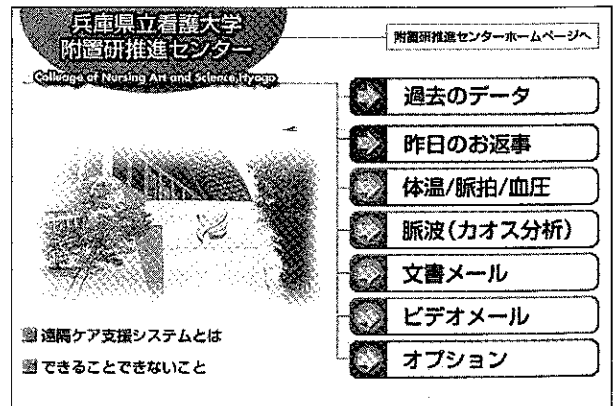 兵庫県立看護大学
附置研推進センター
Colleage of Nursing Art and Science,Hyogo
附置研推進センターホームページへ
過去のデータ
昨日のお返事
体温/脈拍/血圧
脈波(カオス分析)
文書メール
ビデオメール
オプション
遠隔ケア支援システムとは
できることできないこと